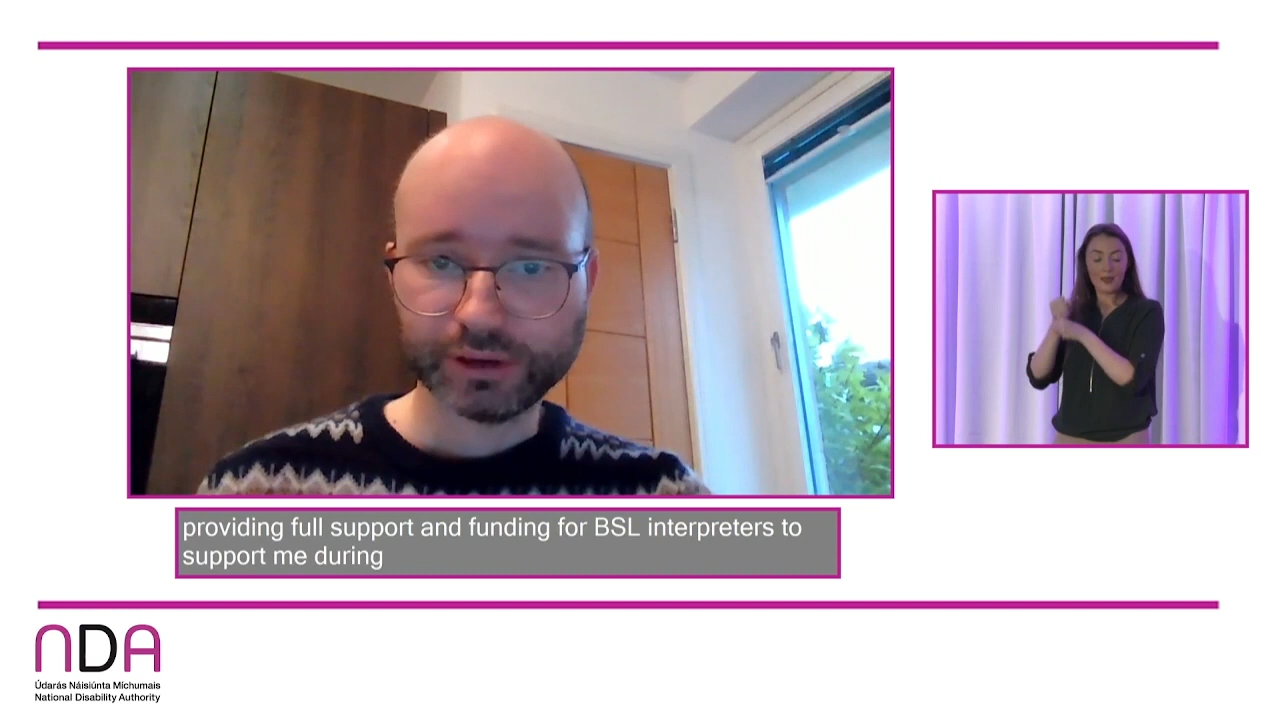 providing full support and funding for BSL interpreters to
support me during
NDA
Údarás Náisiúnta Míchumais
National Disability Authority